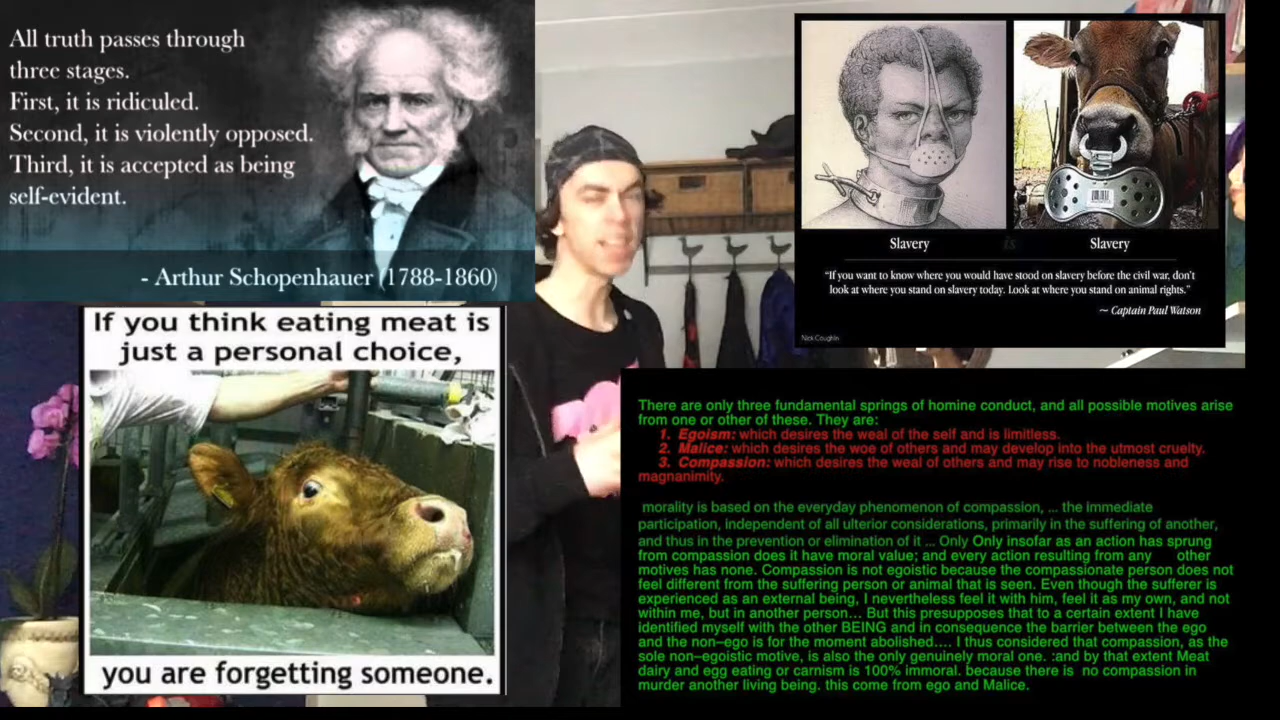 All truth passes through
three stages.
First, it is ridiculed.
Second, it is violently opposed.
Third, it is accepted as being
self-evident.
- Arthur Schopenhauer (1788-1860)
If you think eating meat is
just a personal choice,
you are forgetting someone.
Slavery is Slavery
“If you want to know where you would have stood on slavery before the civil war, don't
look at where you stand on slavery today. Look at where you stand on animal rights.”
~ Captain Paul Watson
Nick Coughlin
There are only three fundamental springs of homine conduct, and all possible motives arise
from one or other of these. They are:
1. Egoism: which desires the weal of the self and is limitless.
2. Malice: which desires the woe of others and may develop into the utmost cruelty.
3. Compassion: which desires the weal of others and may rise to nobleness and
magnanimity.
morality is based on the everyday phenomenon of compassion, ... the immediate
participation, independent of all ulterior considerations, primarily in the suffering of another,
and thus in the prevention or elimination of it ... Only Only insofar as an action has sprung
from compassion does it have moral value; and every action resulting from any other
motives has none. Compassion is not egoistic because the compassionate person does not
feel different from the suffering person or animal that is seen. Even though the sufferer is
experienced as an external being, I nevertheless feel it with him, feel it as my own, and not
within me, but in another person... But this presupposes that to a certain extent I have
identified myself with the other BEING and in consequence the barrier between the ego
and the non–ego is for the moment abolished.... I thus considered that compassion, as the
sole non–egoistic motive, is also the only genuinely moral one. :and by that extent Meat
dairy and egg eating or carnism is 100% immoral. because there is no compassion in
murder another living being. this come from ego and Malice.